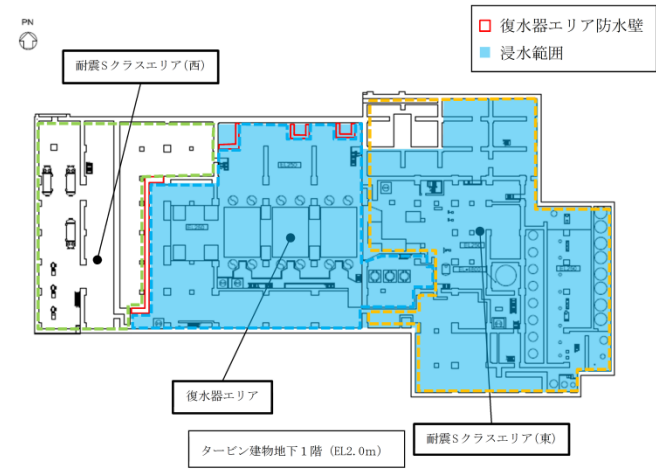 PN
復水器エリア防水壁
浸水範囲
耐震Sクラスエリア(西)
復水器エリア
耐震Sクラスエリア(東)
タービン建物地下1階 (EL2.0m)